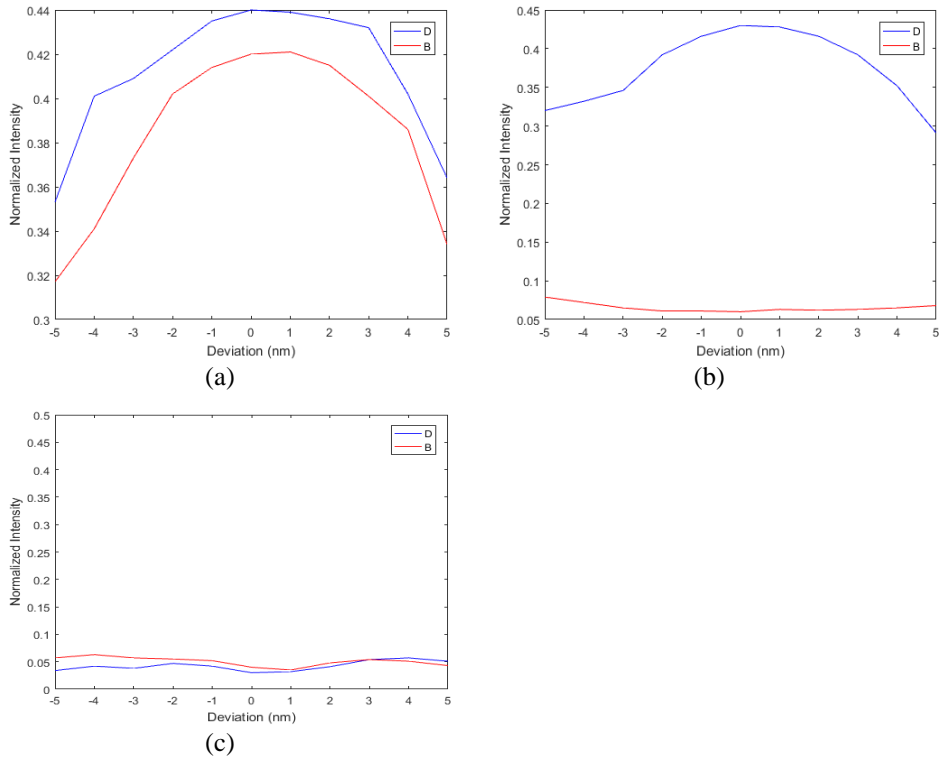 0.44
0.42
0.4
0.38
0.36
0.34
0.32
0.3
Normalized Intensity
D
B
-5 -4 -3 -2 -1 0 1 2 3 4 5
Deviation (nm)
(a)
0.45
0.4
0.35
0.3
0.25
0.2
0.15
0.1
0.05
Normalized Intensity
D
B
-5 -4 -3 -2 -1 0 1 2 3 4 5
Deviation (nm)
(b)
0.5
0.45
0.4
0.35
0.3
0.25
0.2
0.15
0.1
0.05
0
Normalized Intensity
D
B
-5 -4 -3 -2 -1 0 1 2 3 4 5
Deviation (nm)
(c)